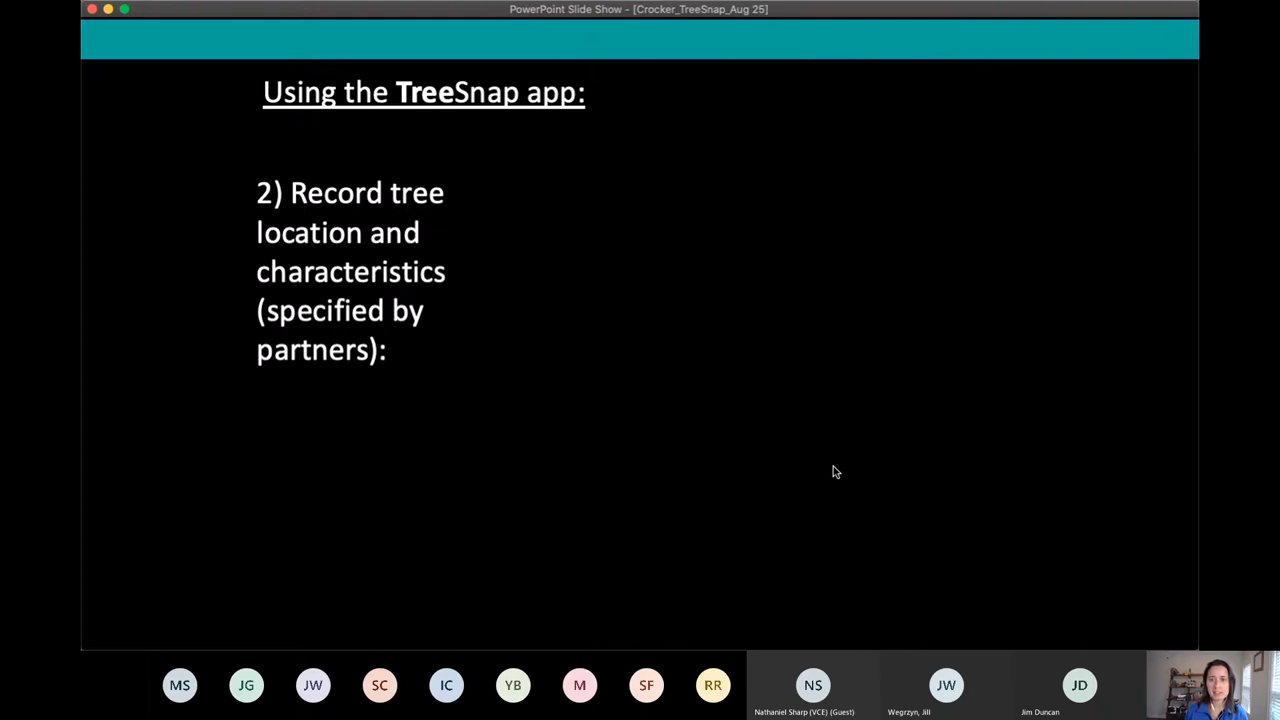 PowerPoint Slide Show - [Crocker_TreeSnap_Aug 25]
Using the TreeSnap app:
2) Record tree
location and
characteristics
(specified by
partners):
MS JG JW SC IC YB M SF RR NS JW JD
Nathaniel Sharp (VCE) (Guest) Wegrzyn, Jill Jim Duncan